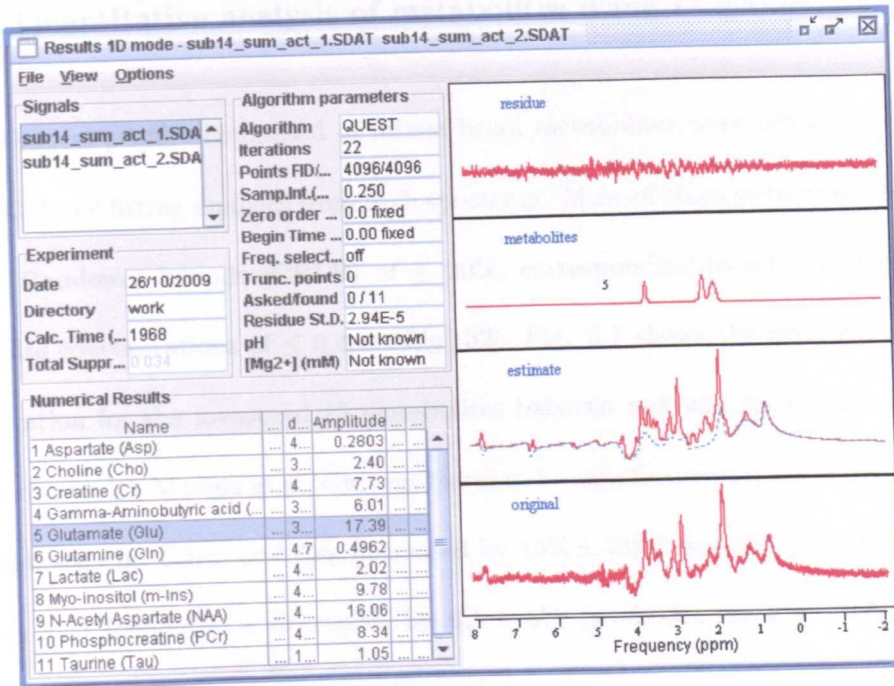 Results 1D mode - sub14_sum_act_1.SDAT sub14_sum_act_2.SDAT
File View Options
Signals
sub14_sum_act_1.SDA
sub14_sum_act_2.SDA
Experiment
Date 26/10/2009
Directory work
Calc. Time (... 1968
Total Suppr... 0.034
Algorithm parameters
Algorithm QUEST
Iterations 22
Points FID/... 4096/4096
Samp.Int.(... 0.250
Zero order ... 0.0 fixed
Begin Time ... 0.00 fixed
Freq. select... off
Trunc. points 0
Asked/found 0 / 11
Residue St.D. 2.94E-5
pH Not known
[Mg2+] (mM) Not known
Numerical Results
Name ... d... Amplitude ... ...
1 Aspartate (Asp) ... 4... 0.2803 ... ...
2 Choline (Cho) ... 3... 2.40 ... ...
3 Creatine (Cr) ... 4... 7.73 ... ...
4 Gamma-Aminobutyric acid (... ... 3... 6.01 ... ...
5 Glutamate (Glu) ... 3... 17.39 ... ...
6 Glutamine (Gln) ... 4.7 0.4962 ... ...
7 Lactate (Lac) ... 4... 2.02 ... ...
8 Myo-inositol (m-Ins) ... 4... 9.78 ... ...
9 N-Acetyl Aspartate (NAA) ... 4... 16.06 ... ...
10 Phosphocreatine (PCr) ... 4... 8.34 ... ...
11 Taurine (Tau) ... 1... 1.05 ... ...
residue
metabolites
5
estimate
original
8 7 6 5 4 3 2 1 0 -1 -2
Frequency (ppm)